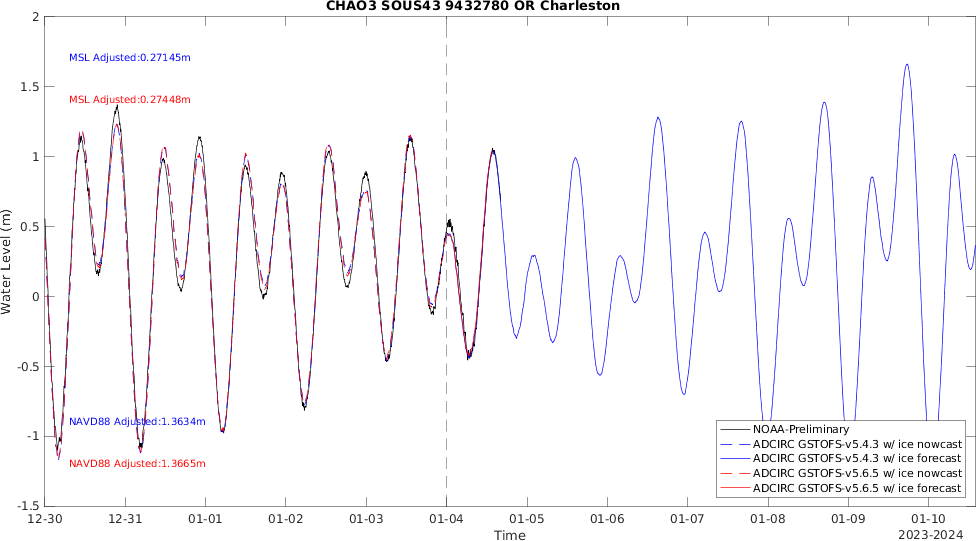 CHAO3 SOUS43 9432780 OR Charleston
MSL Adjusted:0.27145m
MSL Adjusted:0.27448m
NAVD88 Adjusted:1.3634m
NAVD88 Adjusted:1.3665m
Water Level (m)
2
1.5
1
0.5
0
-0.5
-1
-1.5
NOAA-Preliminary
ADCIRC GSTOFS-v5.4.3 w/ ice nowcast
ADCIRC GSTOFS-v5.4.3 w/ ice forecast
ADCIRC GSTOFS-v5.6.5 w/ ice nowcast
ADCIRC GSTOFS-v5.6.5 w/ ice forecast
12-30 12-31 01-01 01-02 01-03 01-04 01-05 01-06 01-07 01-08 01-09 01-10
Time
2023-2024